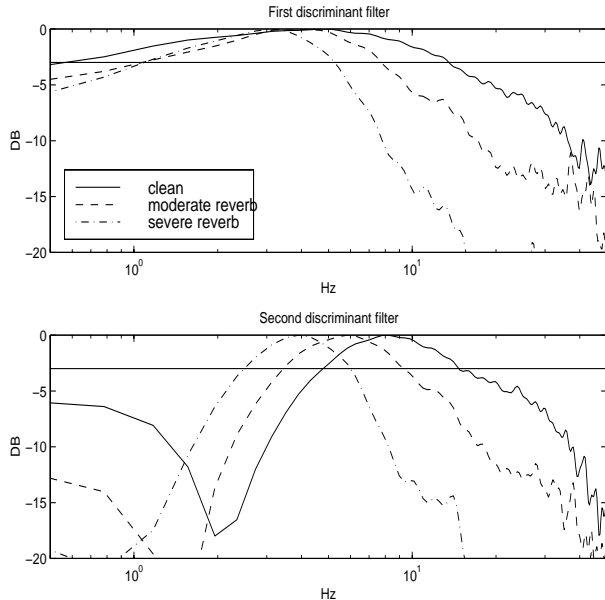 First discriminant filter
0
−5
−10
−15
−20
DB
clean
moderate reverb
severe reverb
10^0
10^1
Hz
Second discriminant filter
0
−5
−10
−15
−20
DB
10^0
10^1
Hz